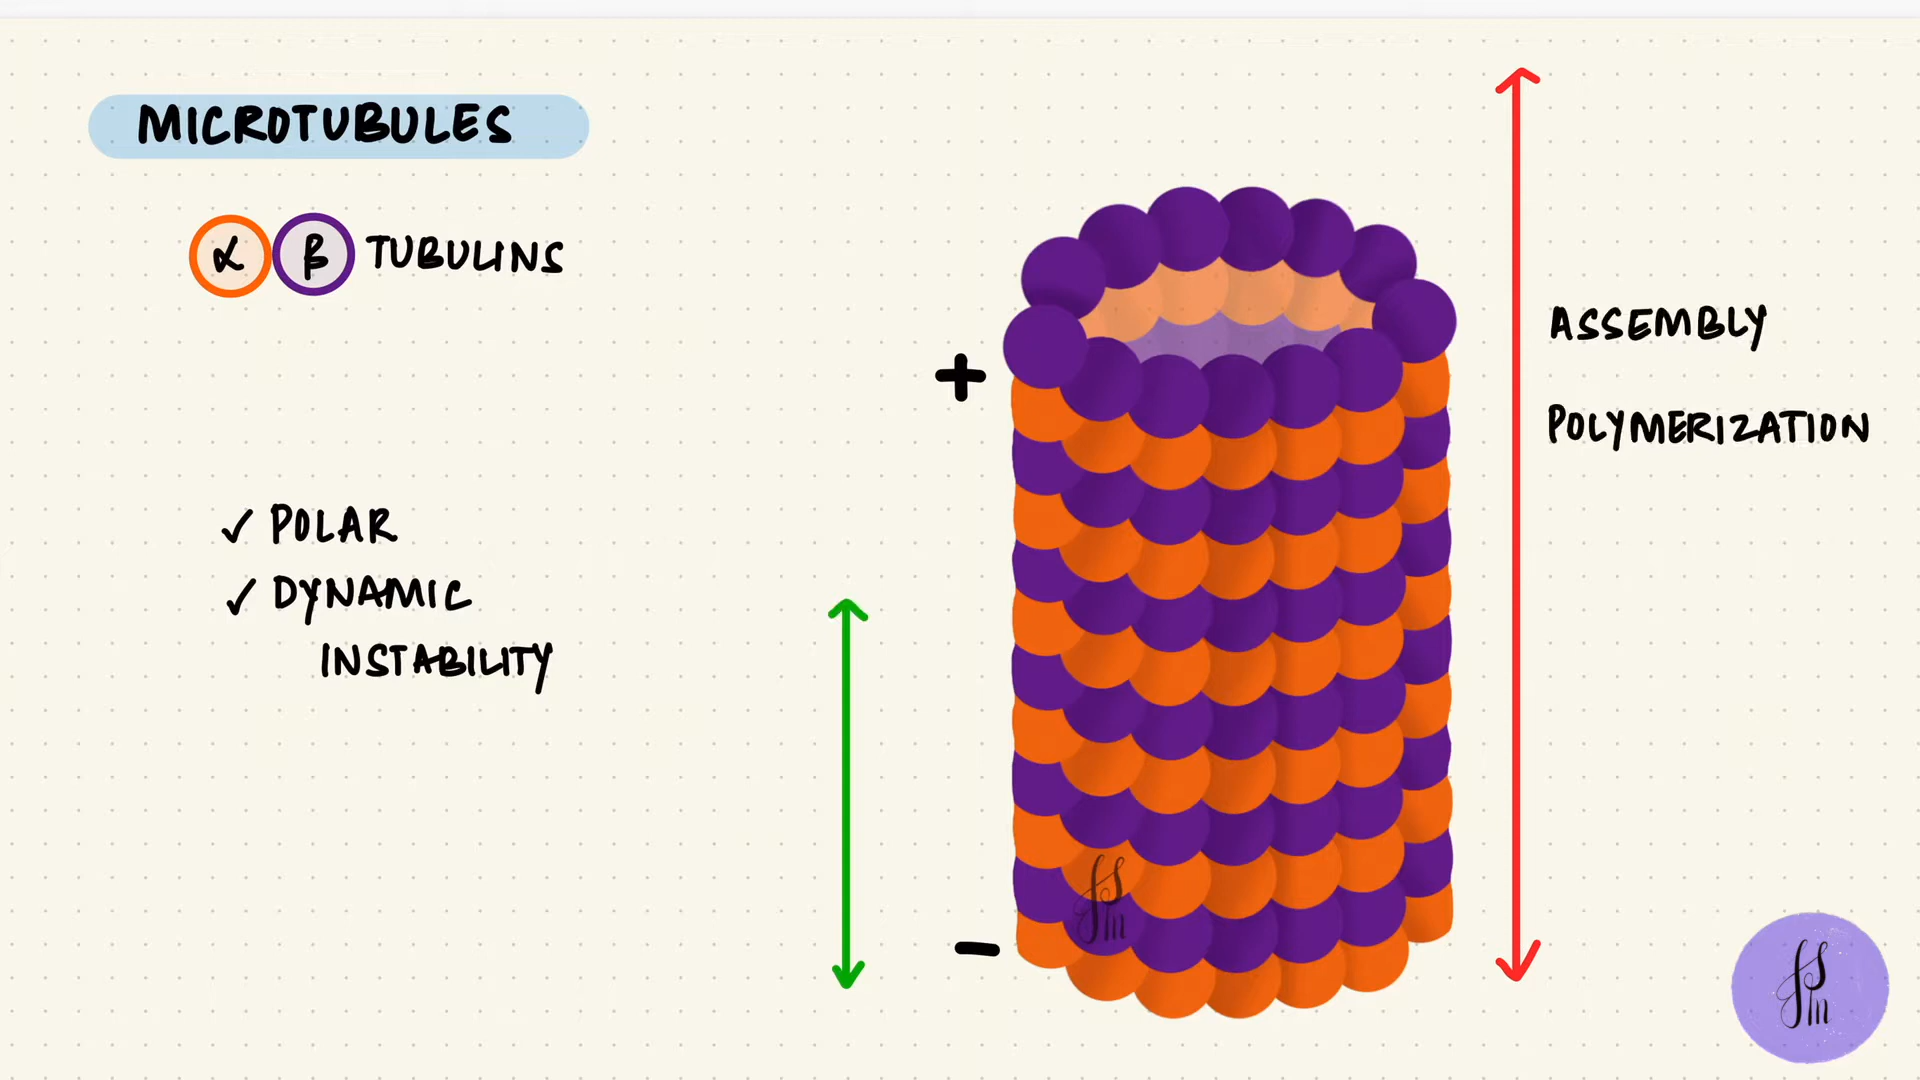 MICROTUBULES
α β TUBULINS
+
✓ POLAR
✓ DYNAMIC
INSTABILITY
–
ASSEMBLY
POLYMERIZATION